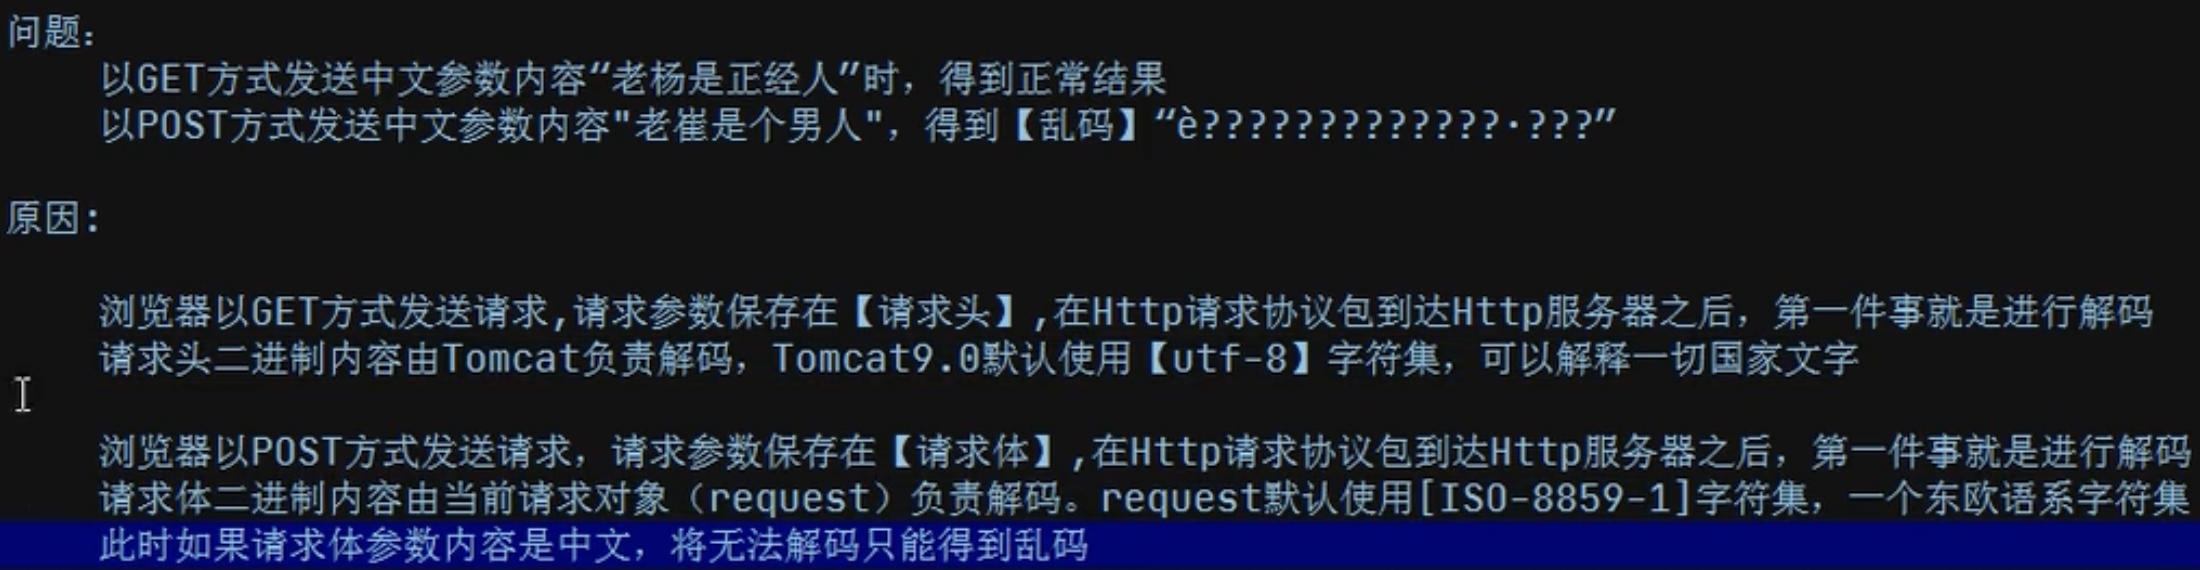 问题:
以GET方式发送中文参数内容“老杨是正经人”时，得到正常结果
以POST方式发送中文参数内容"老崔是个男人"，得到【乱码】“è?????????????·???”
原因:
浏览器以GET方式发送请求,请求参数保存在【请求头】,在Http请求协议包到达Http服务器之后，第一件事就是进行解码
请求头二进制内容由Tomcat负责解码，Tomcat9.0默认使用【utf-8】字符集，可以解释一切国家文字
浏览器以POST方式发送请求，请求参数保存在【请求体】,在Http请求协议包到达Http服务器之后，第一件事就是进行解码
请求体二进制内容由当前请求对象（request）负责解码。request默认使用[ISO-8859-1]字符集，一个东欧语系字符集
此时如果请求体参数内容是中文，将无法解码只能得到乱码